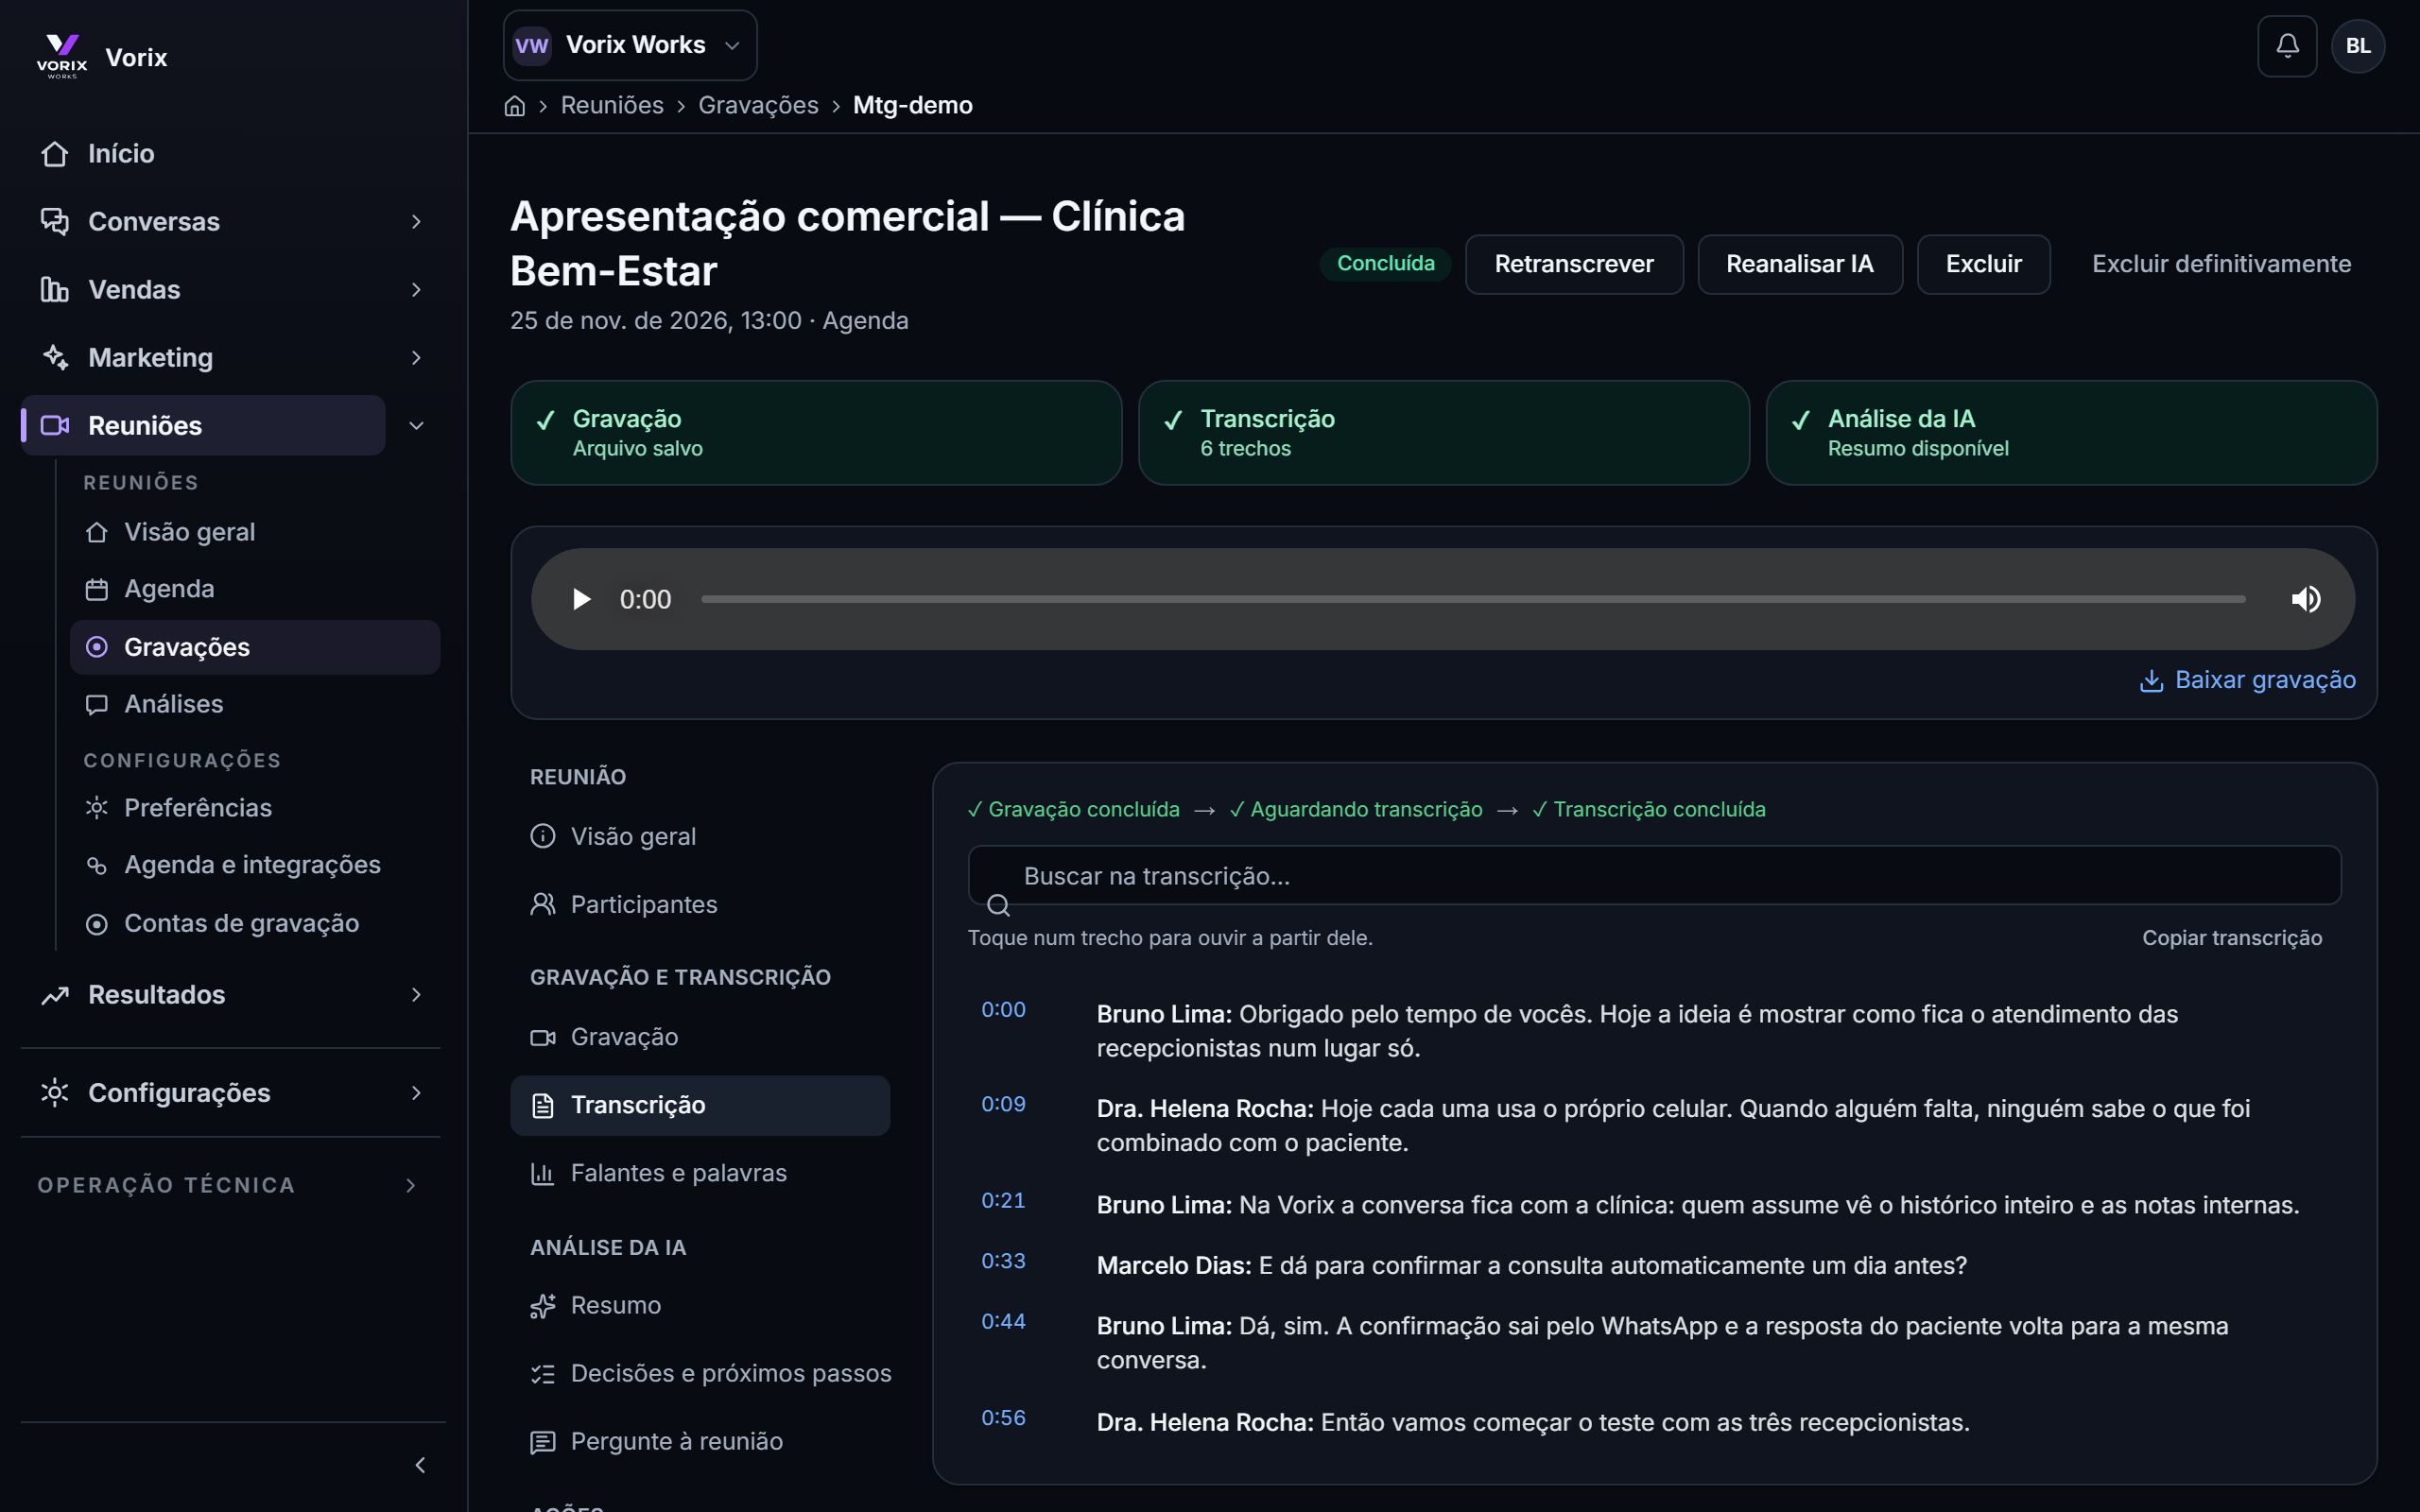 VORIX
WORKS
Vorix
Início
Conversas
Vendas
Marketing
Reuniões
REUNIÕES
Visão geral
Agenda
Gravações
Análises
CONFIGURAÇÕES
Preferências
Agenda e integrações
Contas de gravação
Resultados
Configurações
OPERAÇÃO TÉCNICA
VW Vorix Works
BL
Reuniões > Gravações > Mtg-demo
Apresentação comercial — Clínica
Bem-Estar
25 de nov. de 2026, 13:00 · Agenda
Concluída
Retranscrever
Reanalisar IA
Excluir
Excluir definitivamente
✓ Gravação
Arquivo salvo
✓ Transcrição
6 trechos
✓ Análise da IA
Resumo disponível
0:00
Baixar gravação
REUNIÃO
Visão geral
Participantes
GRAVAÇÃO E TRANSCRIÇÃO
Gravação
Transcrição
Falantes e palavras
ANÁLISE DA IA
Resumo
Decisões e próximos passos
Pergunte à reunião
AÇÕES
✓ Gravação concluída → ✓ Aguardando transcrição → ✓ Transcrição concluída
Buscar na transcrição...
Toque num trecho para ouvir a partir dele.
Copiar transcrição
0:00 Bruno Lima: Obrigado pelo tempo de vocês. Hoje a ideia é mostrar como fica o atendimento das
recepcionistas num lugar só.
0:09 Dra. Helena Rocha: Hoje cada uma usa o próprio celular. Quando alguém falta, ninguém sabe o que foi
combinado com o paciente.
0:21 Bruno Lima: Na Vorix a conversa fica com a clínica: quem assume vê o histórico inteiro e as notas internas.
0:33 Marcelo Dias: E dá para confirmar a consulta automaticamente um dia antes?
0:44 Bruno Lima: Dá, sim. A confirmação sai pelo WhatsApp e a resposta do paciente volta para a mesma
conversa.
0:56 Dra. Helena Rocha: Então vamos começar o teste com as três recepcionistas.